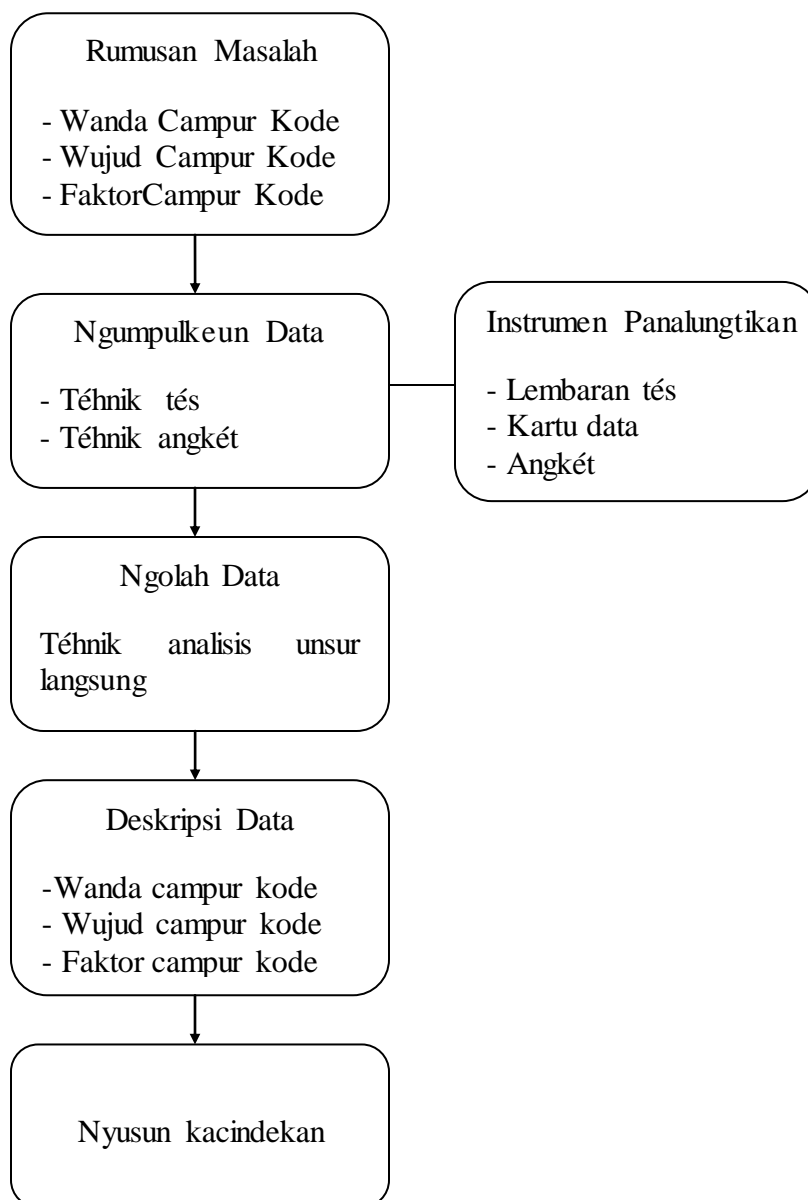 Rumusan Masalah
- Wanda Campur Kode
- Wujud Campur Kode
- FaktorCampur Kode
Ngumpulkeun Data
- Téhnik tés
- Téhnik angkét
Instrumen Panalungtikan
- Lembaran tés
- Kartu data
- Angkét
Ngolah Data
Téhnik analisis unsur
langsung
Deskripsi Data
-Wanda campur kode
- Wujud campur kode
- Faktor campur kode
Nyusun kacindekan